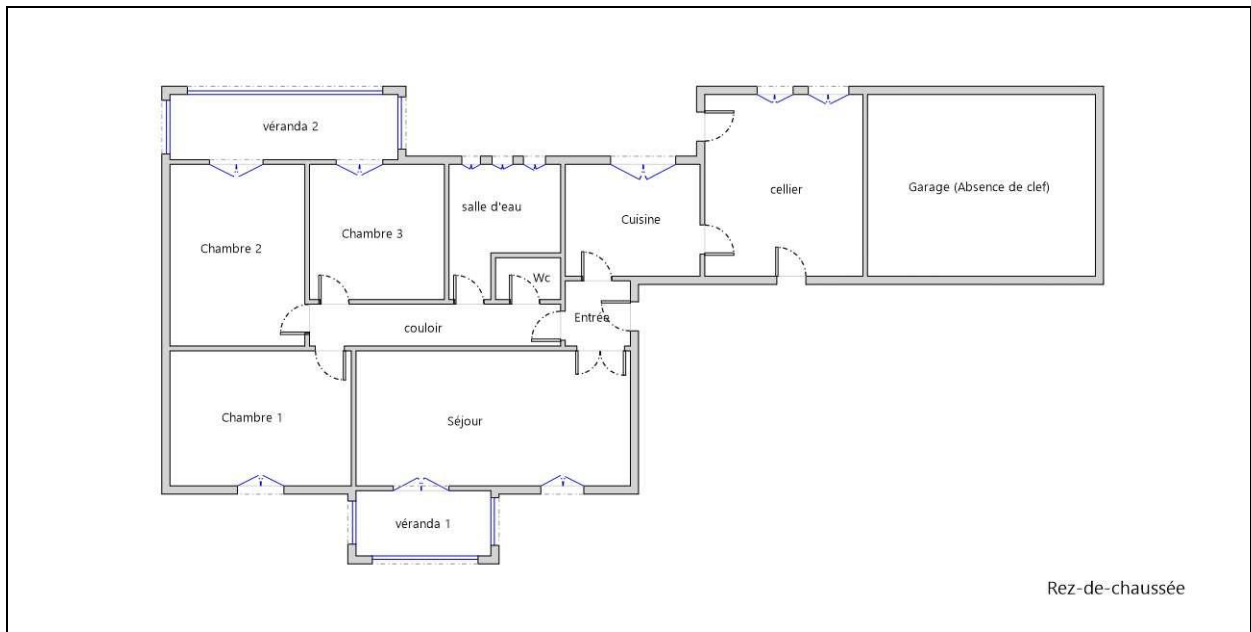 véranda 2
Garage (Absence de clef)
cellier
salle d'eau
Cuisine
Chambre 3
Chambre 2
Wc
Entrée
couloir
Chambre 1
Séjour
véranda 1
Rez-de-chaussée